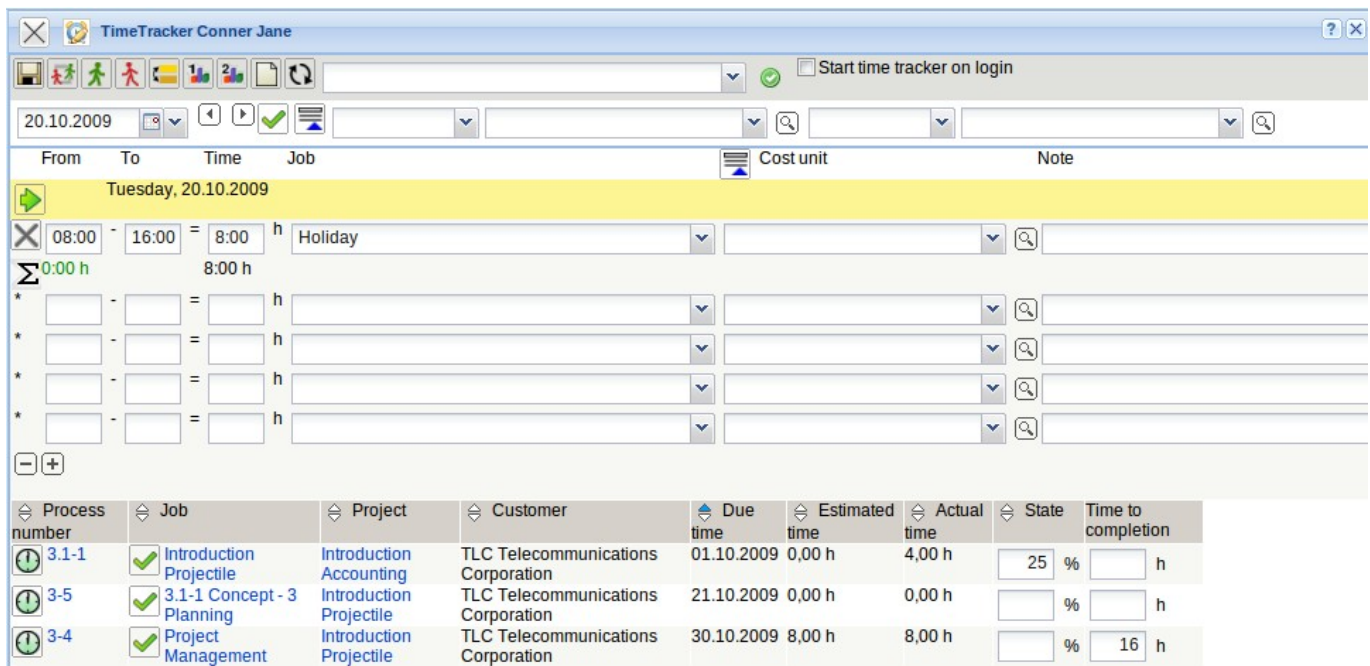 TimeTracker Conner Jane
Start time tracker on login
20.10.2009
From To Time Job Cost unit Note
Tuesday, 20.10.2009
08:00 - 16:00 = 8:00 h Holiday
Σ 0:00 h 8:00 h
* - = h
* - = h
* - = h
* - = h
Process number Job Project Customer Due time Estimated time Actual time State Time to completion
3.1-1 Introduction Projectile Introduction Accounting TLC Telecommunications Corporation 01.10.2009 0,00 h 4,00 h 25 % h
3-5 3.1-1 Concept - 3 Planning Introduction Projectile TLC Telecommunications Corporation 21.10.2009 0,00 h 0,00 h % h
3-4 Project Management Introduction Projectile TLC Telecommunications Corporation 30.10.2009 8,00 h 8,00 h % 16 h